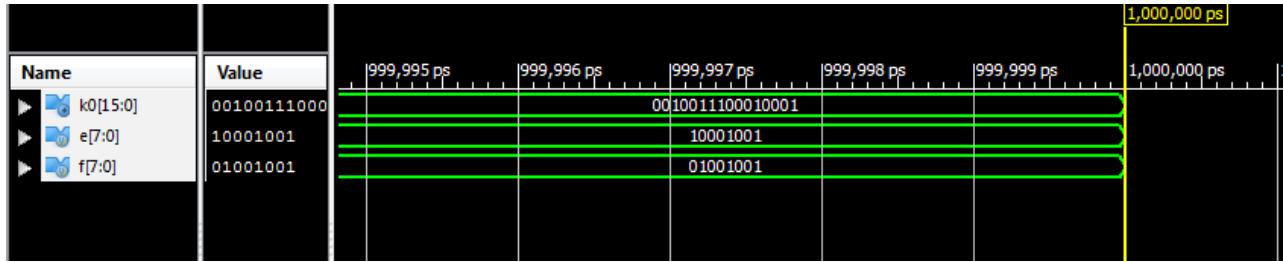 1,000,000 ps
Name Value 999,995 ps 999,996 ps 999,997 ps 999,998 ps 999,999 ps 1,000,000 ps
k0[15:0] 00100111000 0010011100010001
e[7:0] 10001001 10001001
f[7:0] 01001001 01001001